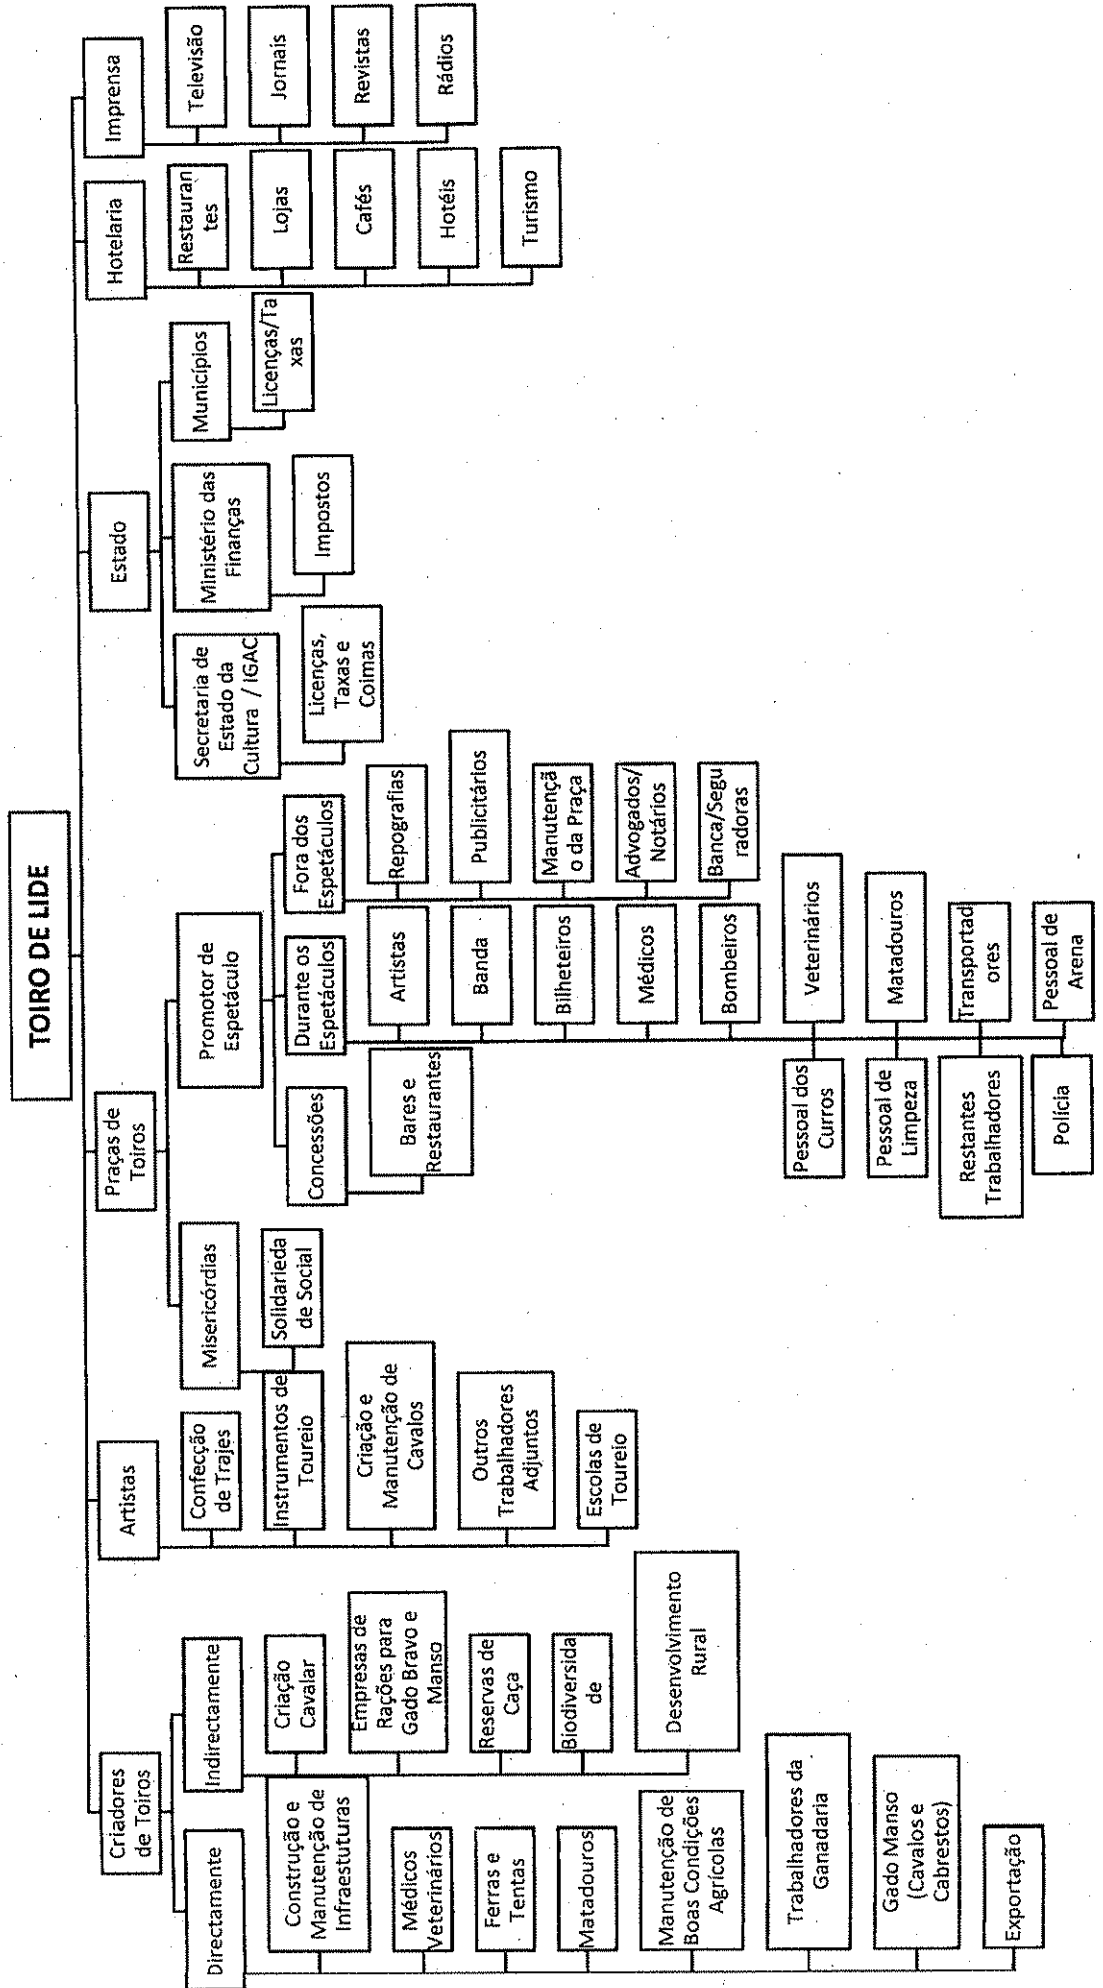 TOIRO DE LIDE
Criadores
de Toiros
Directamente
Construção e
Manutenção de
Infraestuturas
Médicos
Veterinários
Ferras e
Tentas
Matadouros
Manutenção de
Boas Condições
Agrícolas
Trabalhadores da
Ganadaria
Gado Manso
(Cavalos e
Cabrestos)
Exportação
Indirectamente
Criação
Cavalar
Empresas de
Rações para
Gado Bravo e
Manso
Reservas de
Caça
Biodiversida
de
Desenvolvimento
Rural
Artistas
Confecção
de Trajes
Instrumentos de
Toureio
Criação e
Manutenção de
Cavalos
Outros
Trabalhadores
Adjuntos
Escolas de
Toureio
Praças de
Toiros
Misericórdias
Solidarieda
de Social
Promotor de
Espetáculo
Concessões
Bares e
Restaurantes
Durante os
Espetáculos
Artistas
Banda
Bilheteiros
Médicos
Bombeiros
Pessoal dos
Curros
Veterinários
Pessoal de
Limpeza
Matadouros
Restantes
Trabalhadores
Transportad
ores
Polícia
Pessoal de
Arena
Fora dos
Espetáculos
Repografias
Publicitários
Manutençã
o da Praça
Advogados/
Notários
Banca/Segu
radoras
Estado
Secretaria de
Estado da
Cultura / IGAC
Licenças,
Taxas e
Coimas
Ministério das
Finanças
Impostos
Municípios
Licenças/Ta
xas
Hotelaria
Restauran
tes
Lojas
Cafés
Hotéis
Turismo
Imprensa
Televisão
Jornais
Revistas
Rádios